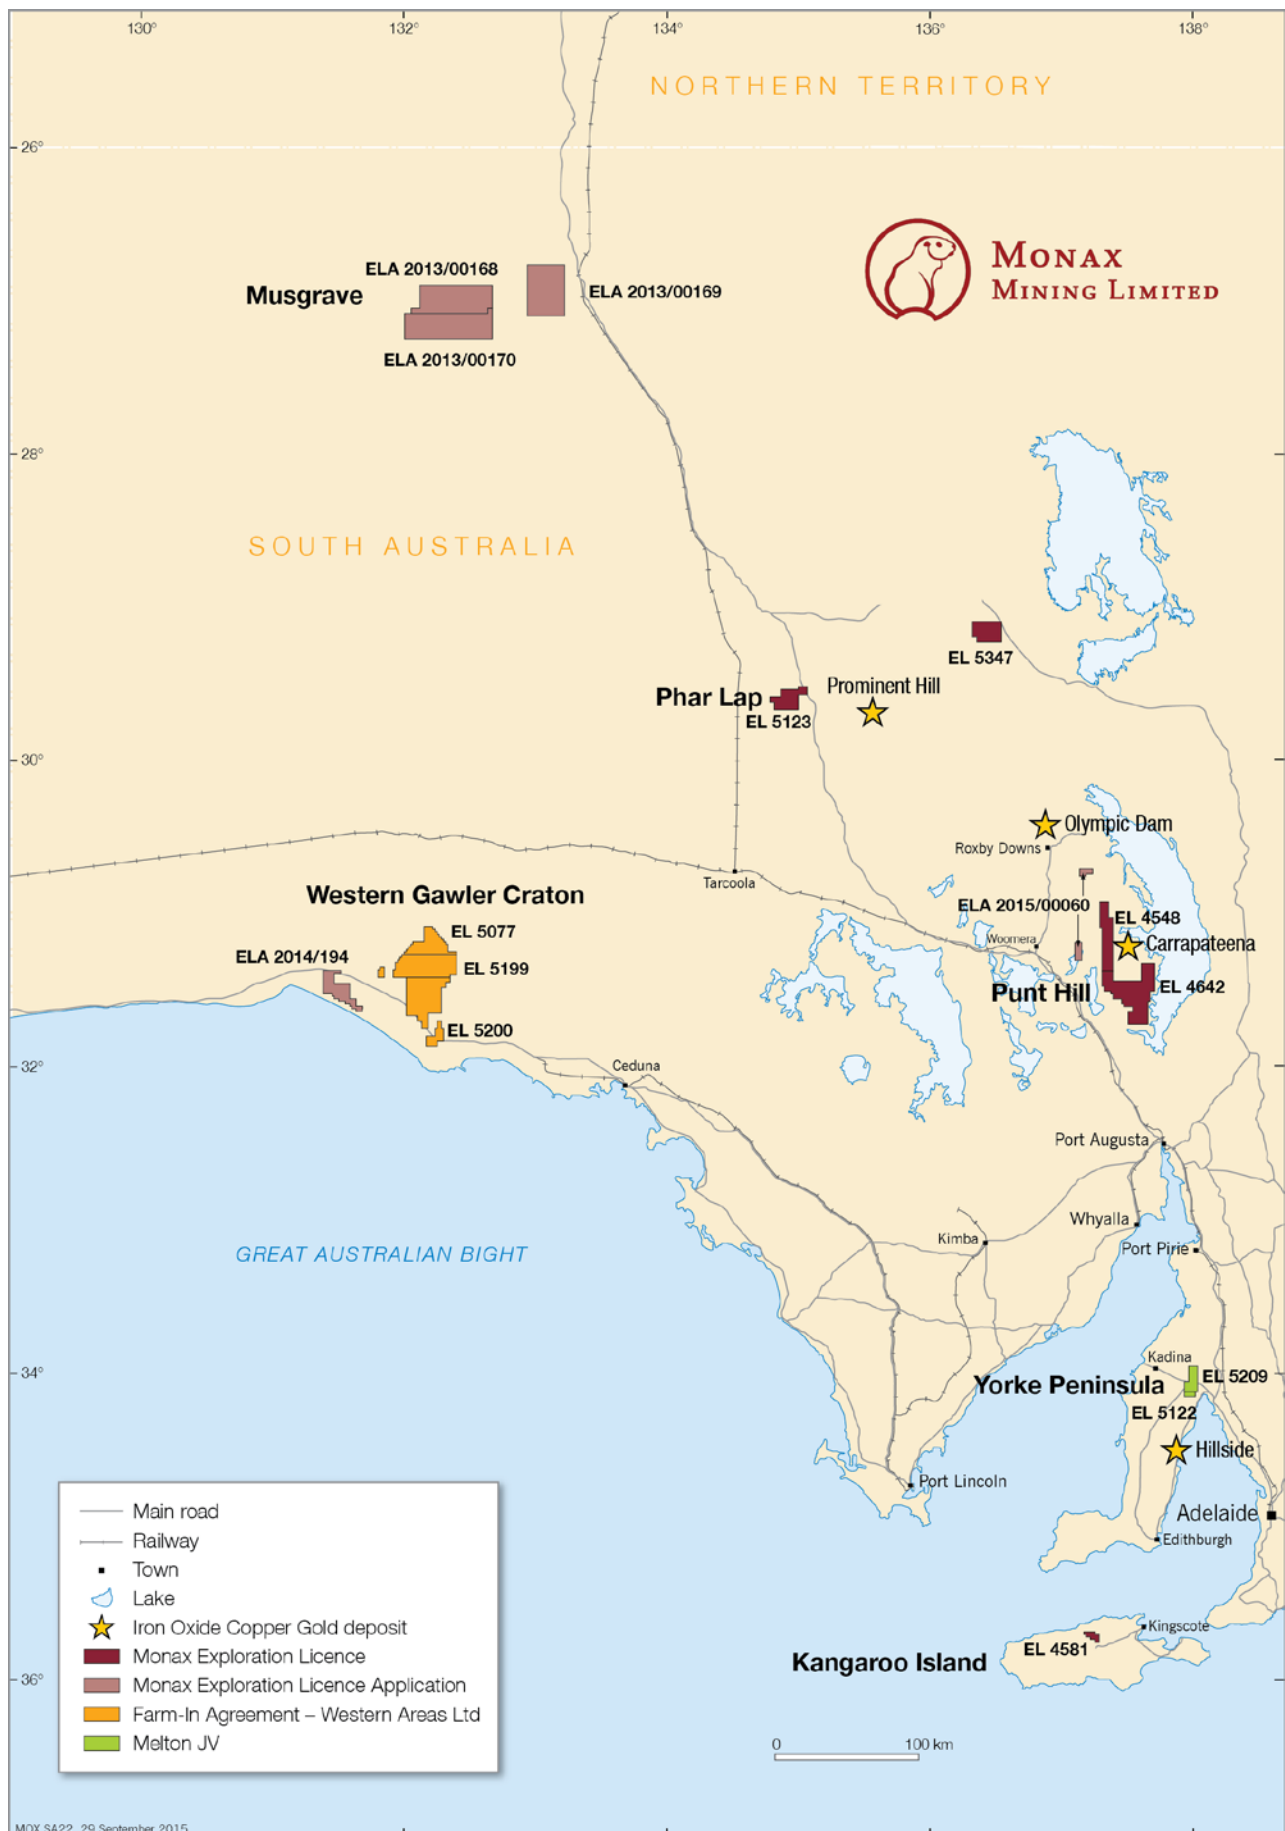 130°
132°
134°
136°
138°
NORTHERN TERRITORY
26°
MONAX
MINING LIMITED
ELA 2013/00168
Musgrave
ELA 2013/00169
ELA 2013/00170
28°
SOUTH AUSTRALIA
EL 5347
Prominent Hill
Phar Lap
EL 5123
30°
Olympic Dam
Roxby Downs
Tarcoola
Western Gawler Craton
ELA 2015/00060
EL 4548
EL 5077
Woomera
Carrapateena
ELA 2014/194
EL 5199
EL 4642
Punt Hill
EL 5200
32°
Ceduna
Port Augusta
Whyalla
Kimba
Port Pirie
GREAT AUSTRALIAN BIGHT
Kadina
34°
EL 5209
Yorke Peninsula
EL 5122
Hillside
Port Lincoln
Adelaide
Edithburgh
Main road
Railway
Town
Lake
Iron Oxide Copper Gold deposit
Monax Exploration Licence
Monax Exploration Licence Application
Farm-In Agreement – Western Areas Ltd
Melton JV
Kingscote
EL 4581
Kangaroo Island
36°
0 100 km
MOX SA22 29 September 2015